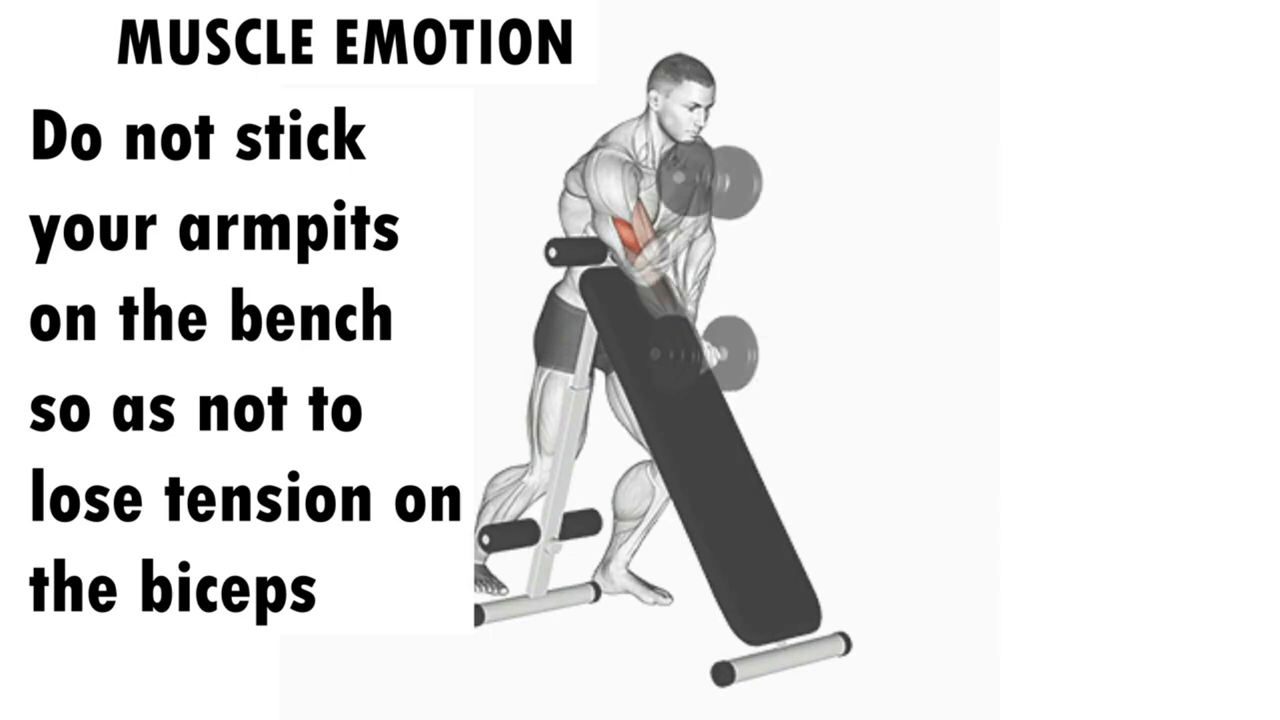 MUSCLE EMOTION
Do not stick
your armpits
on the bench
so as not to
lose tension on
the biceps